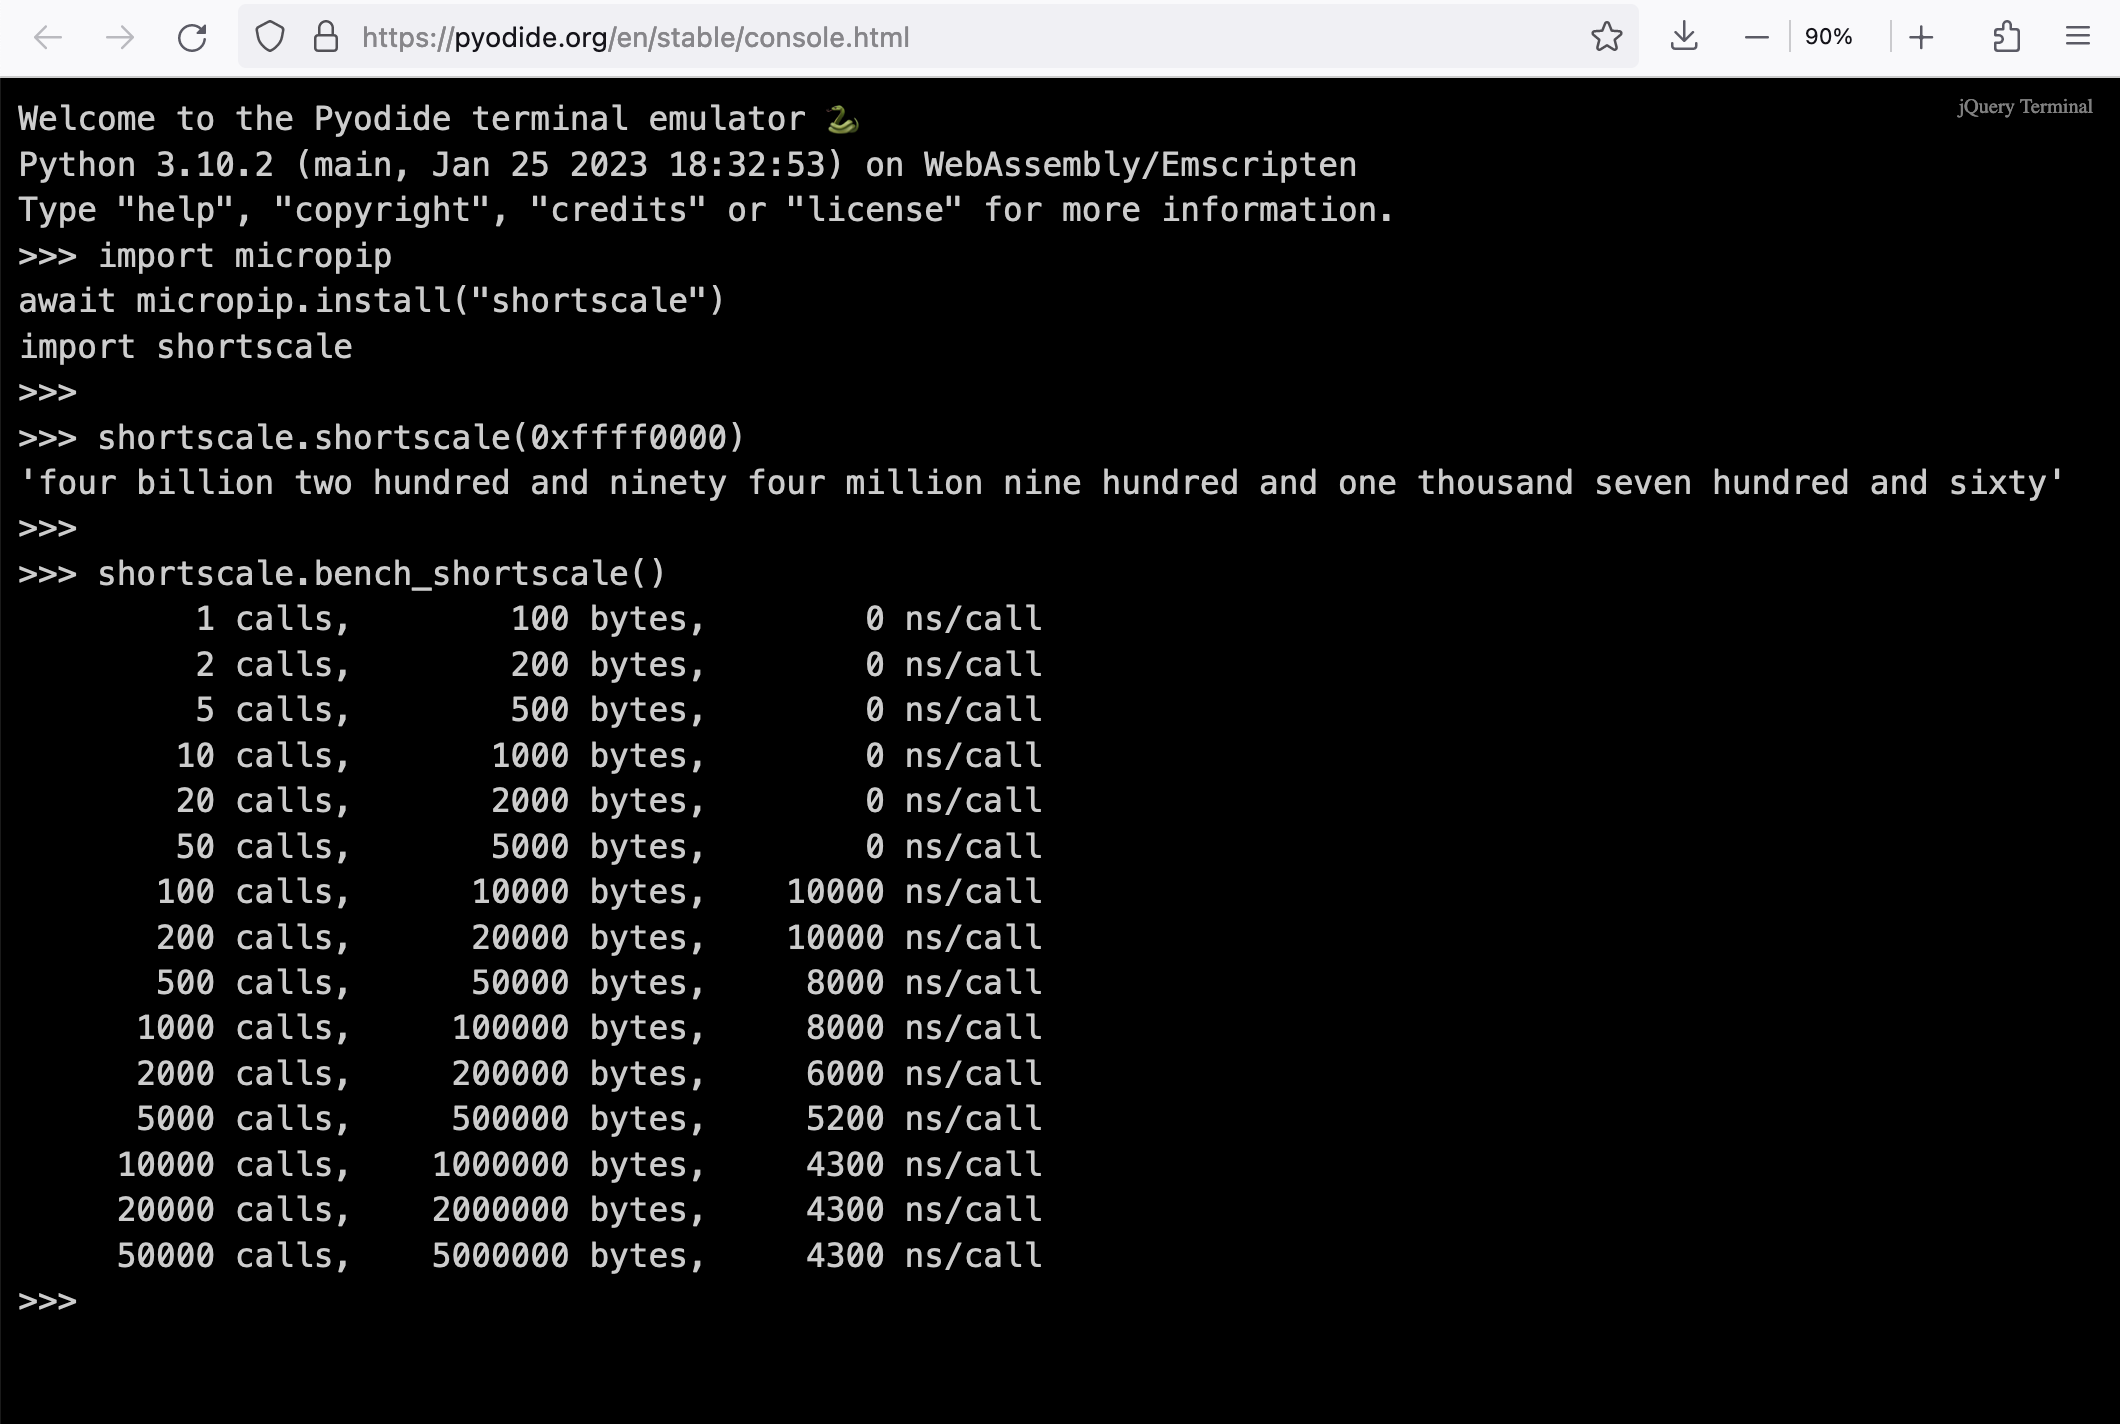 https://pyodide.org/en/stable/console.html
90%
jQuery Terminal
Welcome to the Pyodide terminal emulator 🐍
Python 3.10.2 (main, Jan 25 2023 18:32:53) on WebAssembly/Emscripten
Type "help", "copyright", "credits" or "license" for more information.
>>> import micropip
await micropip.install("shortscale")
import shortscale
>>>
>>> shortscale.shortscale(0xffff0000)
'four billion two hundred and ninety four million nine hundred and one thousand seven hundred and sixty'
>>>
>>> shortscale.bench_shortscale()
         1 calls,        100 bytes,        0 ns/call
         2 calls,        200 bytes,        0 ns/call
         5 calls,        500 bytes,        0 ns/call
        10 calls,       1000 bytes,        0 ns/call
        20 calls,       2000 bytes,        0 ns/call
        50 calls,       5000 bytes,        0 ns/call
       100 calls,      10000 bytes,    10000 ns/call
       200 calls,      20000 bytes,    10000 ns/call
       500 calls,      50000 bytes,     8000 ns/call
      1000 calls,     100000 bytes,     8000 ns/call
      2000 calls,     200000 bytes,     6000 ns/call
      5000 calls,     500000 bytes,     5200 ns/call
     10000 calls,    1000000 bytes,     4300 ns/call
     20000 calls,    2000000 bytes,     4300 ns/call
     50000 calls,    5000000 bytes,     4300 ns/call
>>>